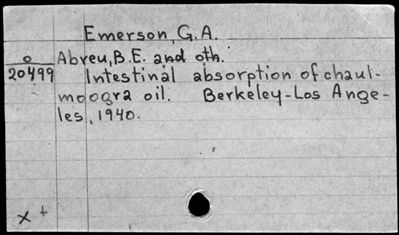 Emerson, G.A.
o
20499
Abreu, B.E. and oth.
Intestinal absorption of chaul-
moogra oil. Berkeley-Los Ange-
les, 1940.
x +